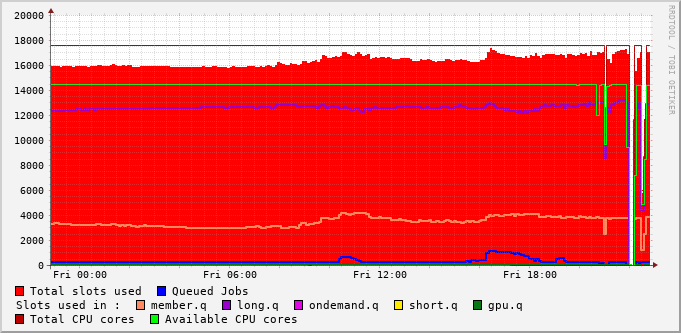 20000
18000
16000
14000
12000
10000
8000
6000
4000
2000
0
Fri 00:00 Fri 06:00 Fri 12:00 Fri 18:00
Total slots used Queued Jobs
Slots used in : member.q long.q ondemand.q short.q gpu.q
Total CPU cores Available CPU cores
RRDTOOL / TOBI OETIKER